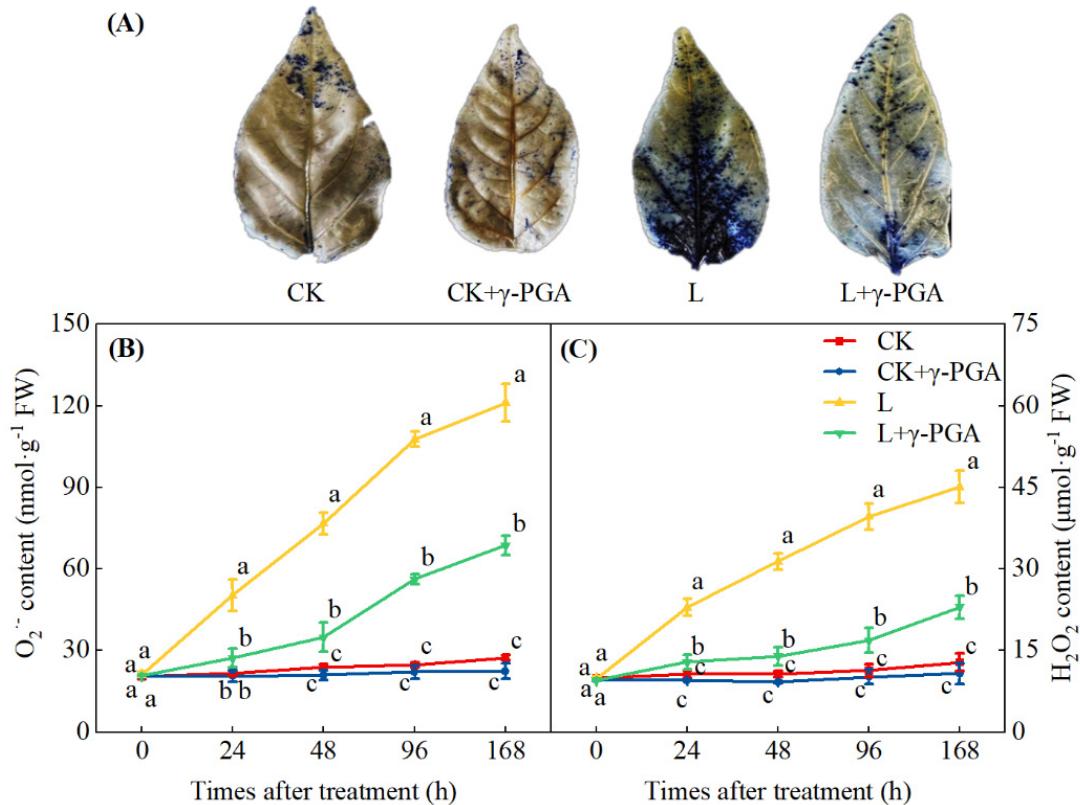 (A)
CK
CK+γ-PGA
L
L+γ-PGA
(B)
150
120
90
60
30
0
O₂˙⁻ content (nmol·g⁻¹ FW)
a
a
a
a
a
b
a
b
b
a
b
c
c
a
b
c
c
a
b
c
c
0
24
48
96
168
Times after treatment (h)
(C)
CK
CK+γ-PGA
L
L+γ-PGA
a
a
a
a
a
b
c
c
a
b
c
c
a
b
c
c
a
b
c
c
0
24
48
96
168
Times after treatment (h)
75
60
45
30
15
0
H₂O₂ content (μmol·g⁻¹ FW)